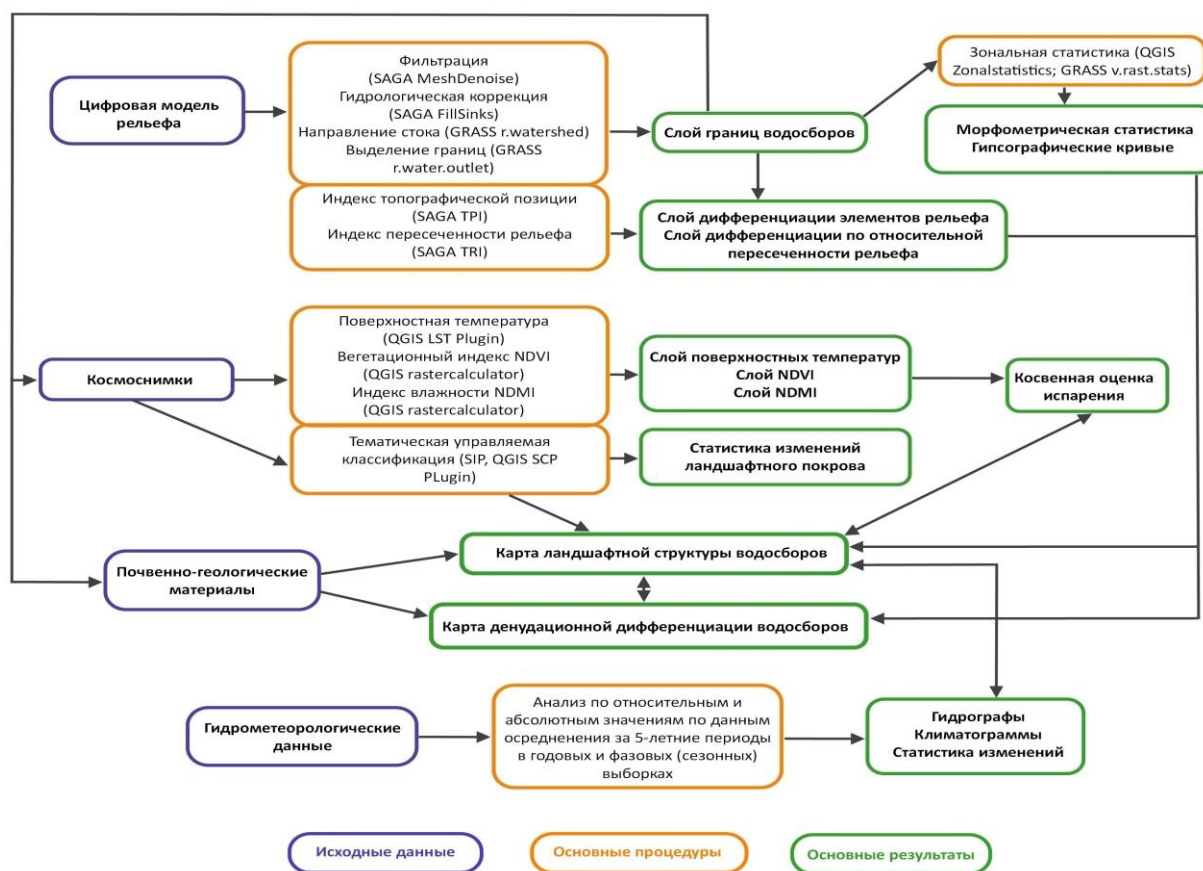 Цифровая модель
рельефа
Фильтрация
(SAGA MeshDenoise)
Гидрологическая коррекция
(SAGA FillSinks)
Направление стока (GRASS r.watershed)
Выделение границ (GRASS
r.water.outlet)
Слой границ водосборов
Зональная статистика (QGIS
Zonalstatistics; GRASS v.rast.stats)
Морфометрическая статистика
Гипсографические кривые
Индекс топографической позиции
(SAGA TPI)
Индекс пересеченности рельефа
(SAGA TRI)
Слой дифференциации элементов рельефа
Слой дифференциации по относительной
пересеченности рельефа
Космоснимки
Поверхностная температура
(QGIS LST Plugin)
Вегетационный индекс NDVI
(QGIS rastercalculator)
Индекс влажности NDMI
(QGIS rastercalculator)
Слой поверхностных температур
Слой NDVI
Слой NDMI
Косвенная оценка
испарения
Тематическая управляемая
классификация (SIP, QGIS SCP
PLugin)
Статистика изменений
ландшафтного покрова
Карта ландшафтной структуры водосборов
Почвенно-геологические
материалы
Карта денудационной дифференциации водосборов
Гидрометеорологические
данные
Анализ по относительным и
абсолютным значениям по данным
осредненена за 5-летние периоды
в годовых и фазовых (сезонных)
выборках
Гидрографы
Климатограммы
Статистика изменений
Исходные данные
Основные процедуры
Основные результаты